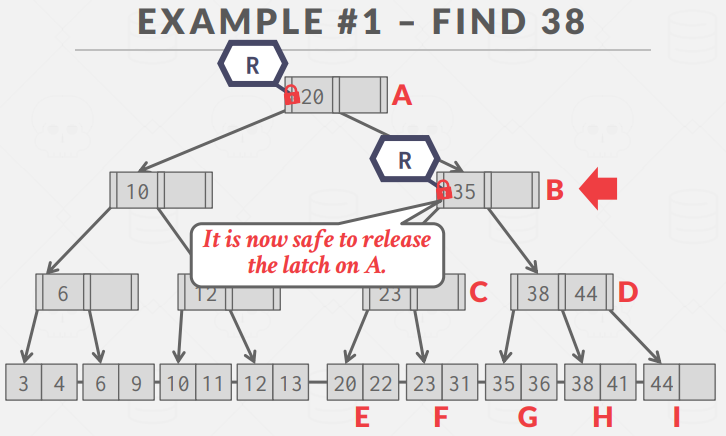 EXAMPLE #1 – FIND 38
R
20 A
R
10 35 B
It is now safe to release
the latch on A.
6 12 23 C 38 44 D
3 4 6 9 10 11 12 13 20 22 23 31 35 36 38 41 44
E F G H I